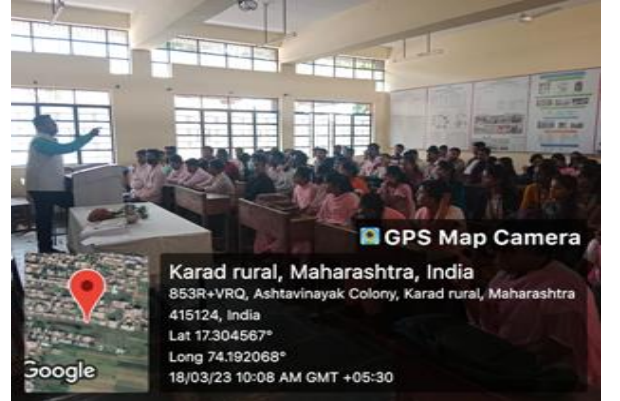 GPS Map Camera
Karad rural, Maharashtra, India
853R+VRQ, Ashtavinayak Colony, Karad rural, Maharashtra
415124, India
Lat 17.304567°
Long 74.192068°
18/03/23 10:08 AM GMT +05:30
Google